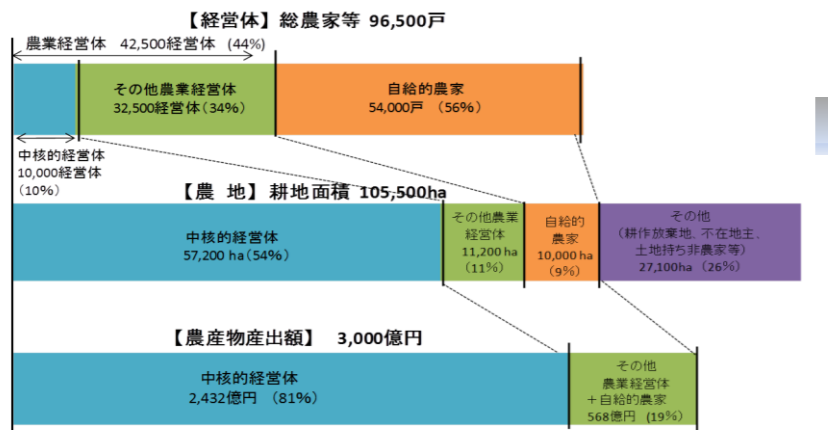 【経営体】総農家等 96,500戸
農業経営体 42,500経営体 (44%)
その他農業経営体
32,500経営体(34%)
自給的農家
54,000戸 (56%)
中核的経営体
10,000経営体
(10%)
【農 地】耕地面積 105,500ha
中核的経営体
57,200 ha(54%)
その他農業
経営体
11,200 ha
(11%)
自給的
農家
10,000 ha
(9%)
その他
(耕作放棄地、不在地主、
土地持ち非農家等)
27,100ha (26%)
【農産物産出額】 3,000億円
中核的経営体
2,432億円 (81%)
その他
農業経営体
+自給的農家
568億円 (19%)